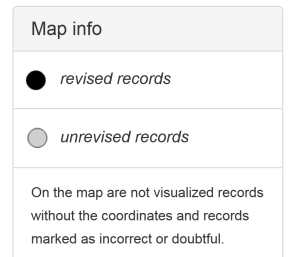 Map info
revised records
unrevised records
On the map are not visualized records
without the coordinates and records
marked as incorrect or doubtful.